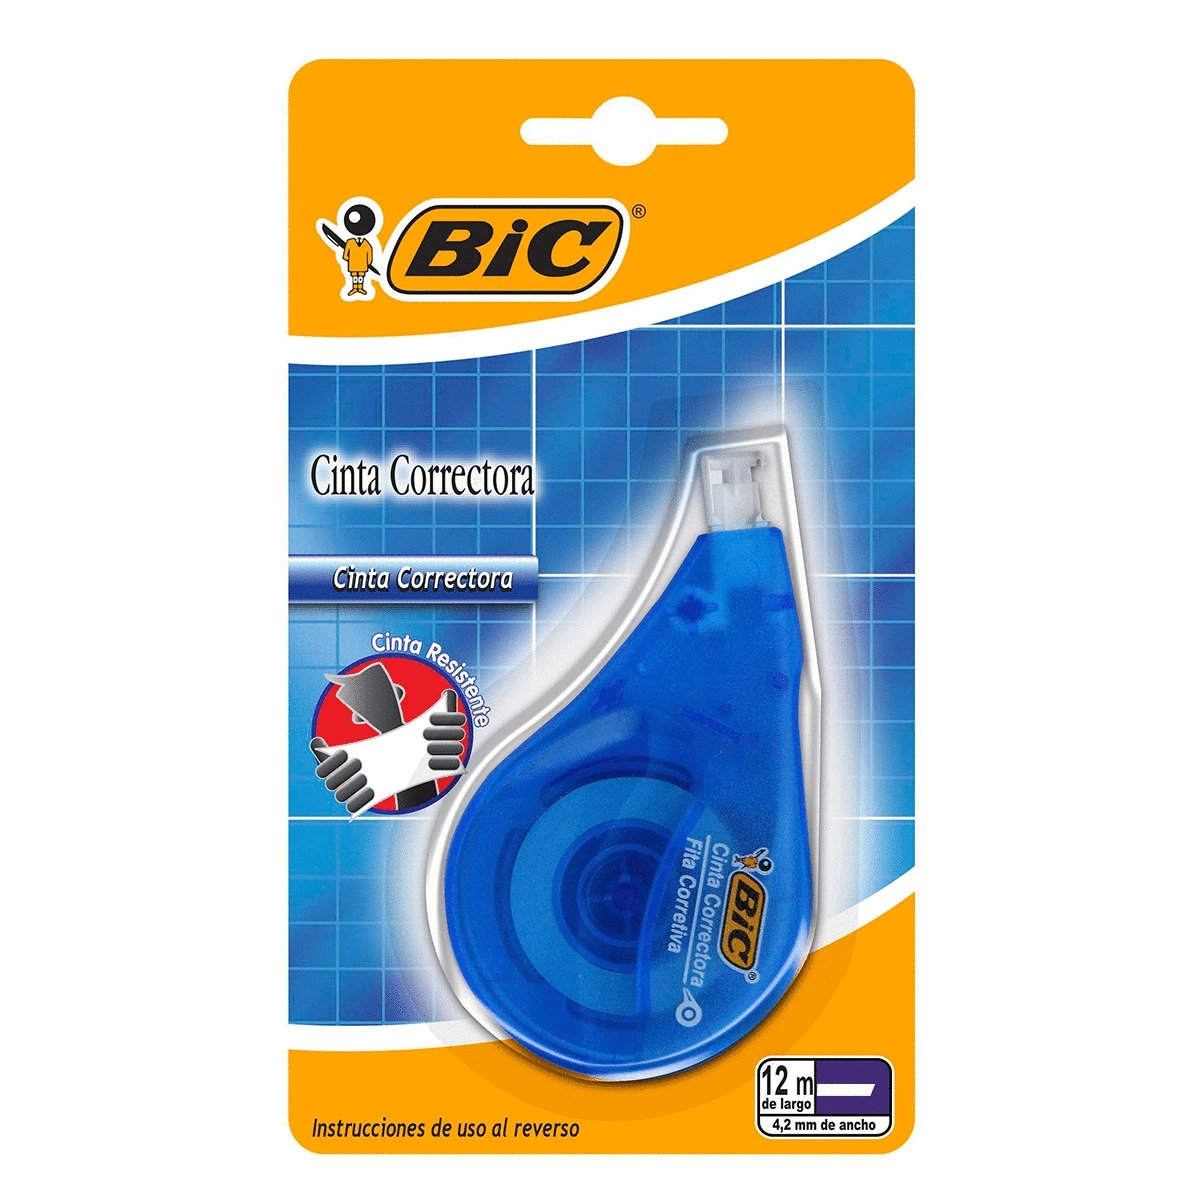 BiC®
Cinta Correctora
Cinta Correctora
Cinta Resistente
BiC®
Cinta Correctora
Fita Corretiva
12 m
de largo
4,2 mm de ancho
Instrucciones de uso al reverso